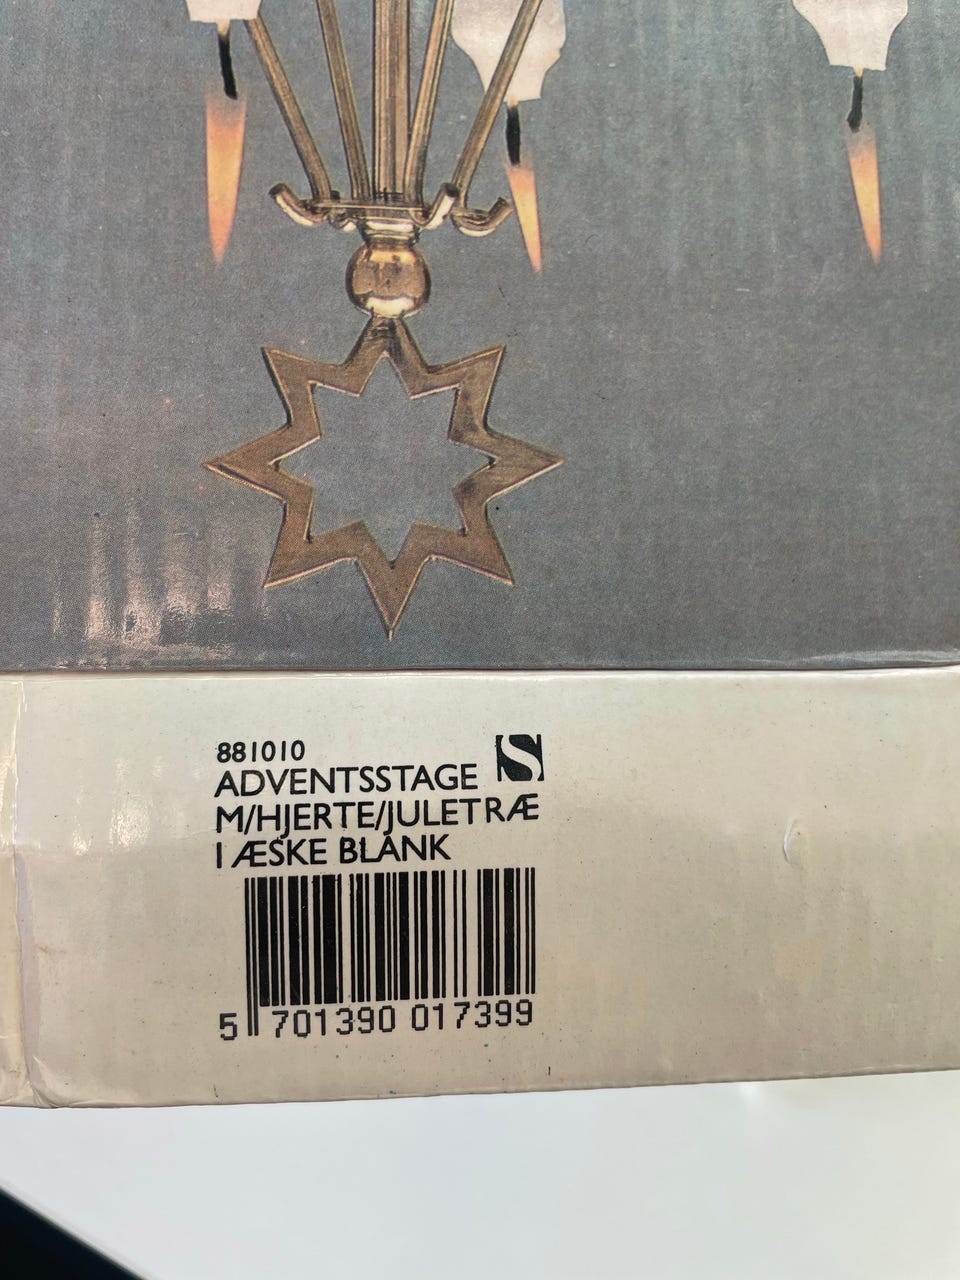 881010
ADVENTSSTAGE S
M/HJERTE/JULETRÆ
I ÆSKE BLANK
5 701390 017399